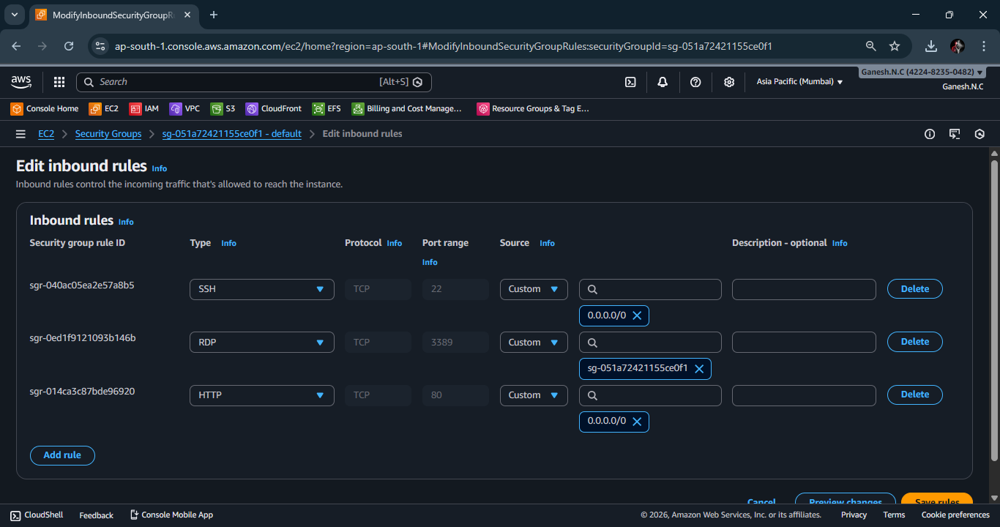 ModifyInboundSecurityGroupR
ap-south-1.console.aws.amazon.com/ec2/home?region=ap-south-1#ModifyInboundSecurityGroupRules:securityGroupId=sg-051a72421155ce0f1
aws
Search
[Alt+S]
Asia Pacific (Mumbai)
Ganesh.N.C (4224-8235-0482)
Ganesh.N.C
Console Home EC2 IAM VPC S3 CloudFront EFS Billing and Cost Manage... Resource Groups & Tag E...
EC2 Security Groups sg-051a72421155ce0f1 - default Edit inbound rules
Edit inbound rules Info
Inbound rules control the incoming traffic that's allowed to reach the instance.
Inbound rules Info
Security group rule ID Type Info Protocol Info Port range Source Info Description - optional Info
Info
sgr-040ac05ea2e57a8b5 SSH TCP 22 Custom Delete
0.0.0.0/0
sgr-0ed1f9121093b146b RDP TCP 3389 Custom Delete
sg-051a72421155ce0f1
sgr-014ca3c87bde96920 HTTP TCP 80 Custom Delete
0.0.0.0/0
Add rule
Cancel Preview changes Save rules
CloudShell Feedback Console Mobile App © 2026, Amazon Web Services, Inc. or its affiliates. Privacy Terms Cookie preferences